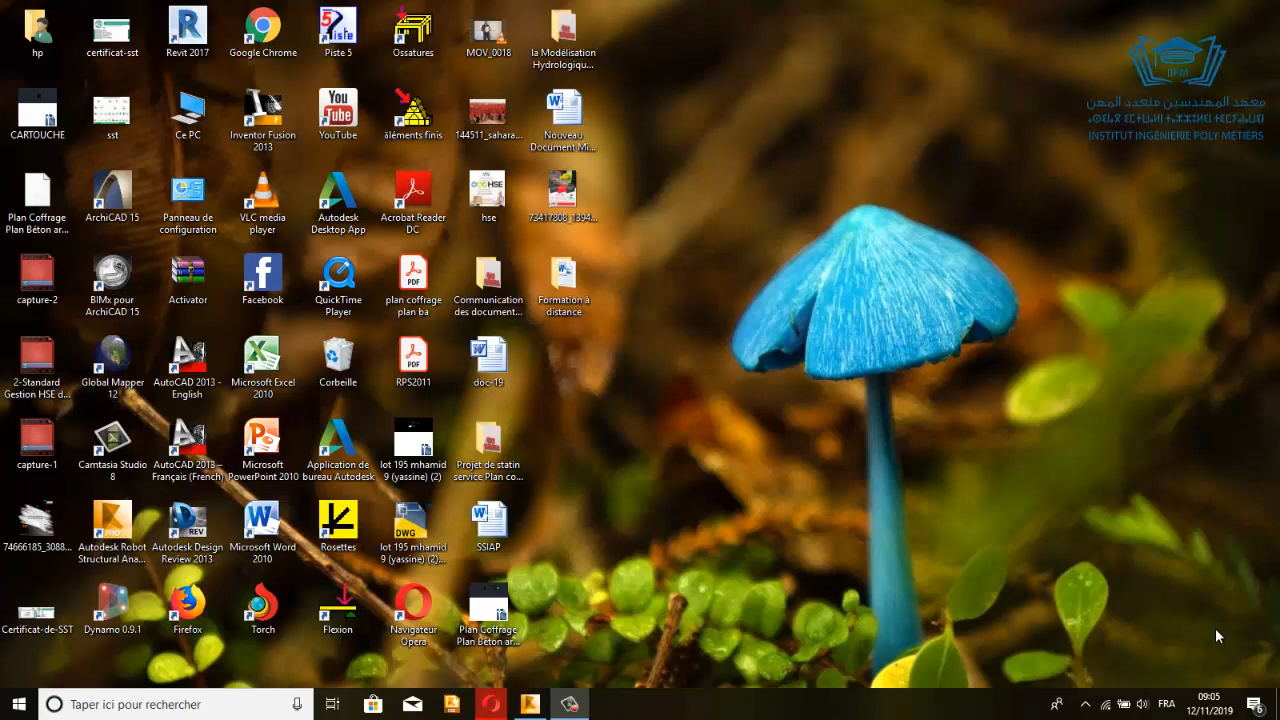 hp
certificat-sst
Revit 2017
Google Chrome
Piste 5
Ossatures
MOV_0018
la Modélisation
Hydrologiqu...
CARTOUCHE
sst
Ce PC
Inventor Fusion
2013
YouTube
âléments finis
144511_sahara...
Nouveau
Document Mi...
Plan Coffrage
Plan Béton ar...
ArchiCAD 15
Panneau de
configuration
VLC media
player
Autodesk
Desktop App
Acrobat Reader
DC
hse
73417808_1394...
capture-2
BIMx pour
ArchiCAD 15
Activator
Facebook
QuickTime
Player
plan coffrage
plan ba
Communication
des document...
Formation à
distance
2-Standard
Gestion HSE d...
Global Mapper
12
AutoCAD 2013 -
English
Microsoft Excel
2010
Corbeille
RPS2011
doc-19
capture-1
Camtasia Studio
8
AutoCAD 2013 –
Français (French)
Microsoft
PowerPoint 2010
Application de
bureau Autodesk
lot 195 mhamid
9 (yassine) (2)
Projet de statin
service Plan co...
74666185_3088...
Autodesk Robot
Structural Ana...
Autodesk Design
Review 2013
Microsoft Word
2010
Rosettes
lot 195 mhamid
9 (yassine) (2)...
SSIAP
Certificat-de-SST
Dynamo 0.9.1
Firefox
Torch
Flexion
Navigateur
Opera
Plan Coffrage
Plan Béton ar...
IIPM
معهد المهندسين متعدد المهن
INSTITUT INGÉNIERIE POLY MÉTIERS
Taper ici pour rechercher
FRA
09:05
12/11/2019
6